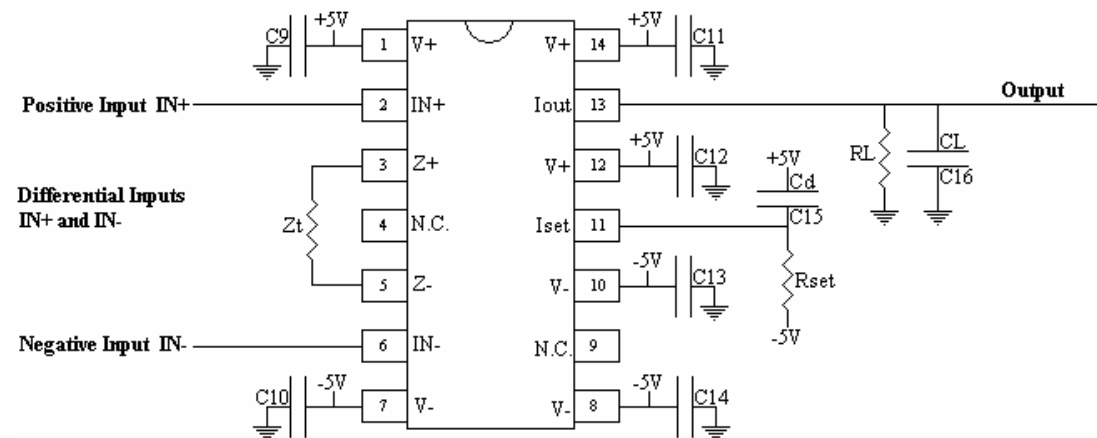 C9 +5V 1 V+ V+ 14 +5V C11
Positive Input IN+ 2 IN+ Iout 13 Output
RL CL C16
3 Z+ V+ 12 +5V C12
+5V Cd C15
Differential Inputs
IN+ and IN-
Zt 4 N.C. Iset 11
Rset -5V
5 Z- V- 10 -5V C13
Negative Input IN- 6 IN- N.C. 9
C10 -5V 7 V- V- 8 -5V C14